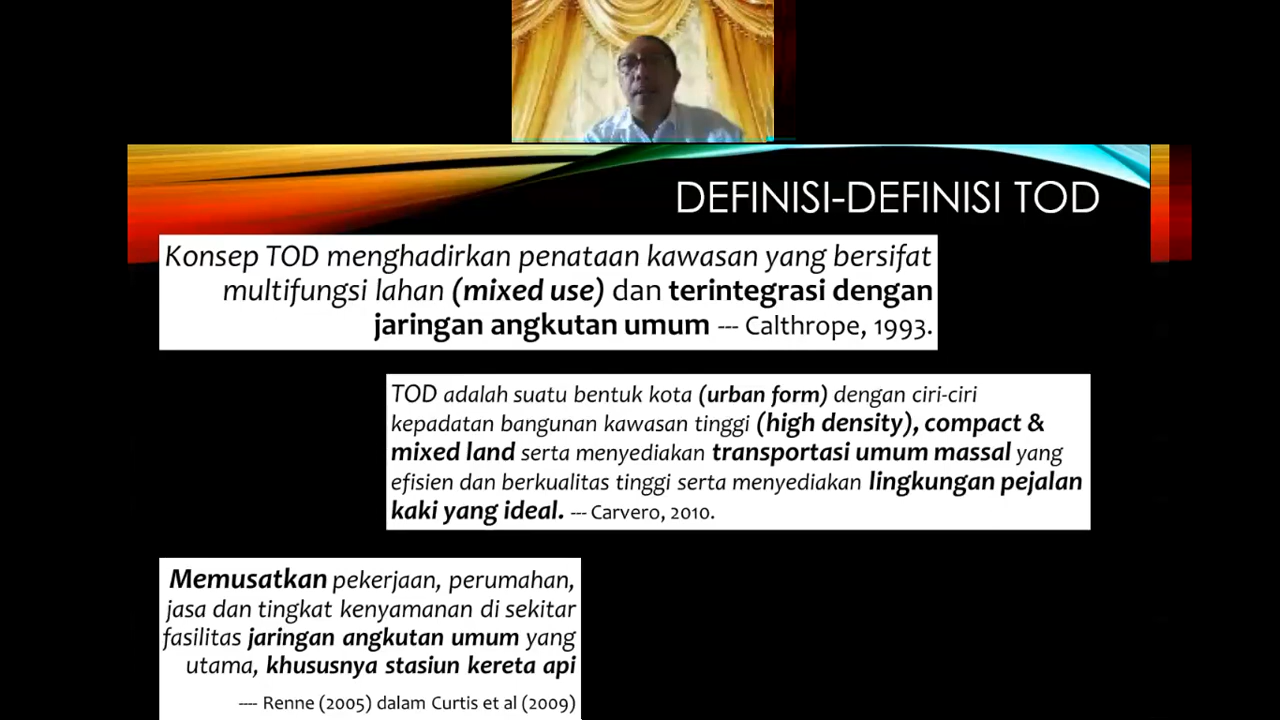 DEFINISI-DEFINISI TOD
Konsep TOD menghadirkan penataan kawasan yang bersifat
multifungsi lahan (mixed use) dan terintegrasi dengan
jaringan angkutan umum --- Calthrope, 1993.
TOD adalah suatu bentuk kota (urban form) dengan ciri-ciri
kepadatan bangunan kawasan tinggi (high density), compact &
mixed land serta menyediakan transportasi umum massal yang
efisien dan berkualitas tinggi serta menyediakan lingkungan pejalan
kaki yang ideal. --- Carvero, 2010.
Memusatkan pekerjaan, perumahan,
jasa dan tingkat kenyamanan di sekitar
fasilitas jaringan angkutan umum yang
utama, khususnya stasiun kereta api
---- Renne (2005) dalam Curtis et al (2009)